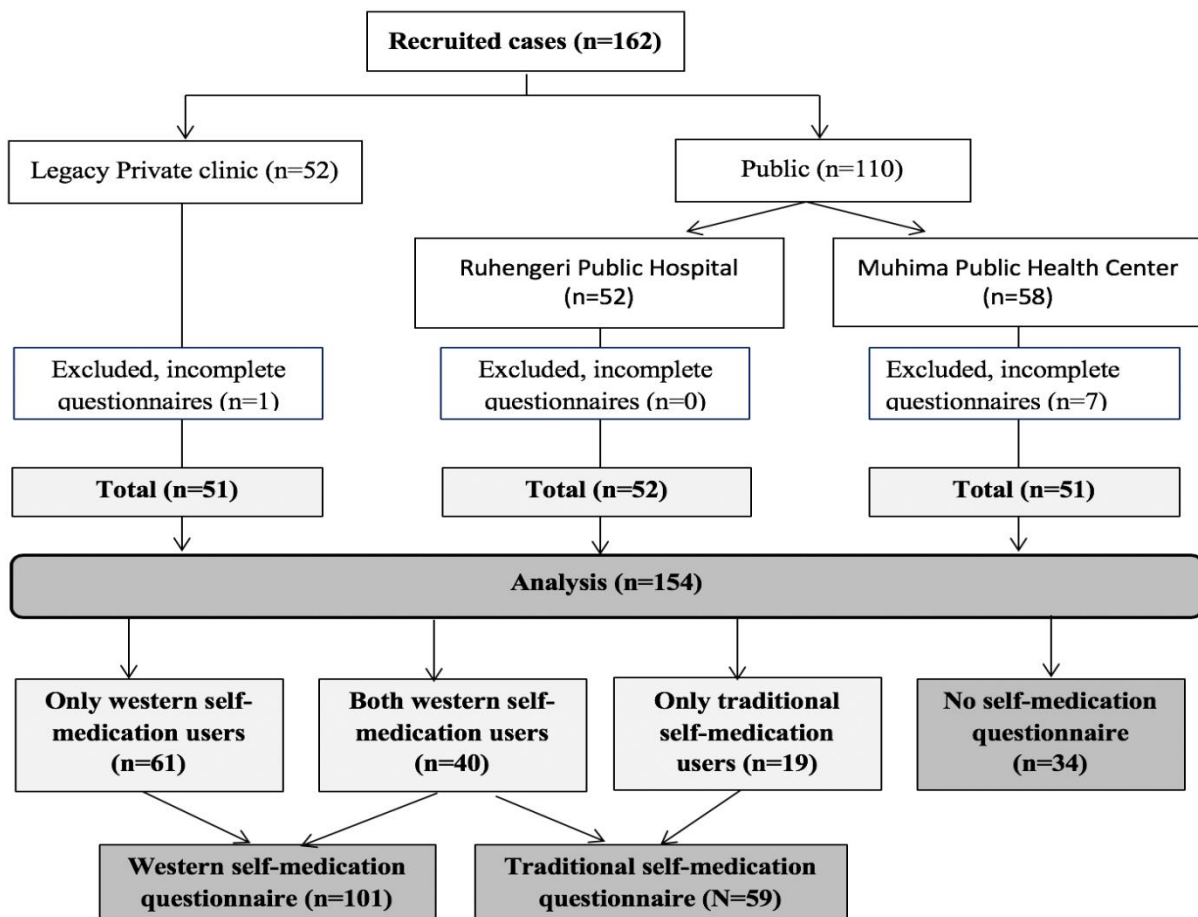 Recruited cases (n=162)
Legacy Private clinic (n=52)
Public (n=110)
Ruhengeri Public Hospital
(n=52)
Muhima Public Health Center
(n=58)
Excluded, incomplete
questionnaires (n=1)
Excluded, incomplete
questionnaires (n=0)
Excluded, incomplete
questionnaires (n=7)
Total (n=51)
Total (n=52)
Total (n=51)
Analysis (n=154)
Only western self-
medication users
(n=61)
Both western self-
medication users
(n=40)
Only traditional
self-medication
users (n=19)
No self-medication
questionnaire
(n=34)
Western self-medication
questionnaire (n=101)
Traditional self-medication
questionnaire (N=59)